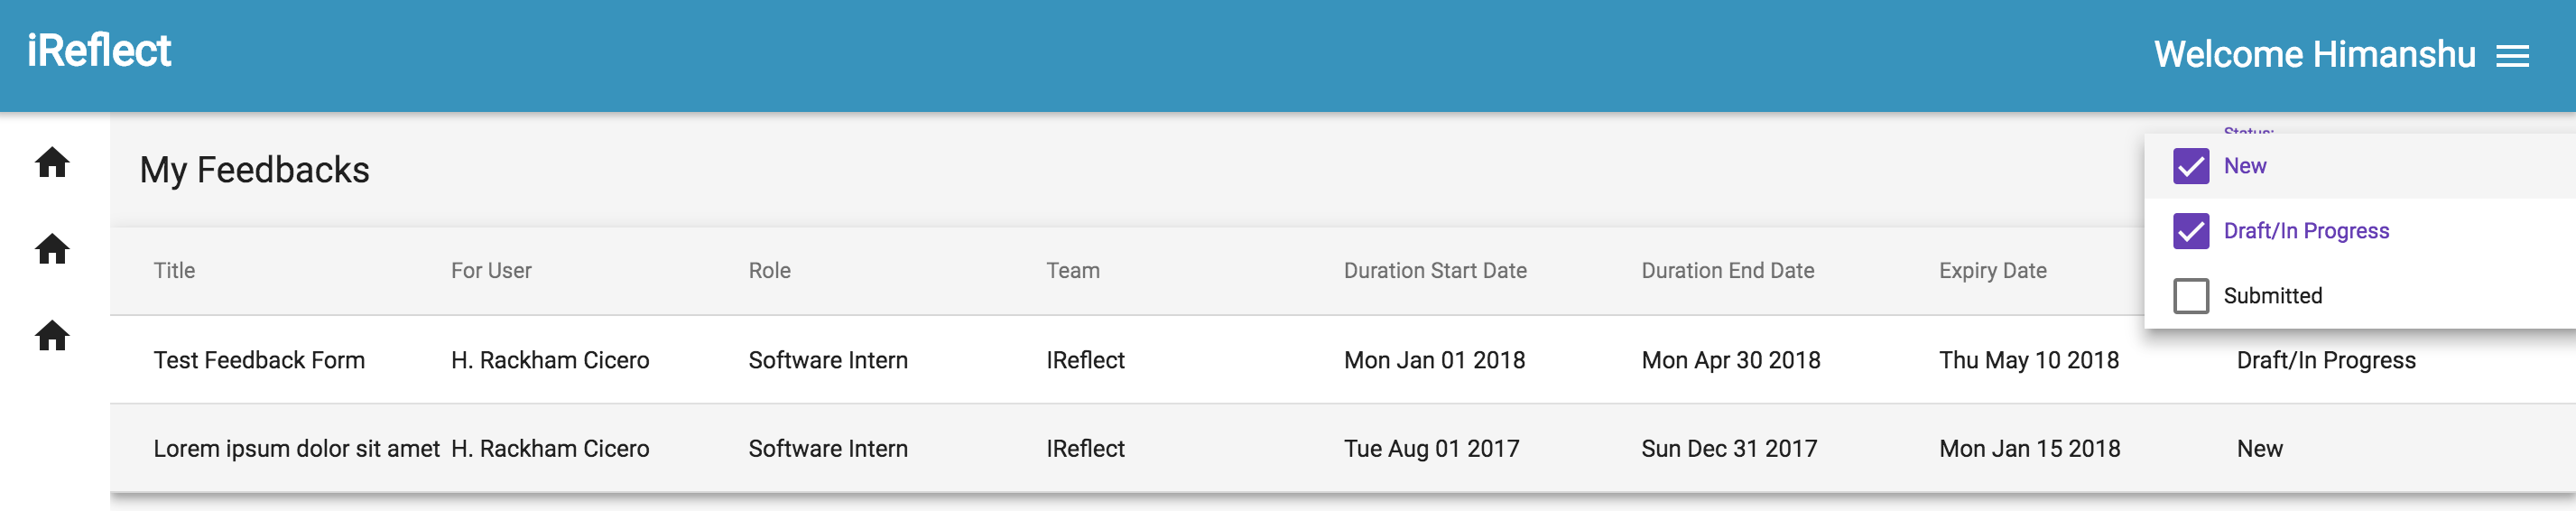 iReflect
Welcome Himanshu
Status:
My Feedbacks
New
Draft/In Progress
Submitted
Title For User Role Team Duration Start Date Duration End Date Expiry Date
Test Feedback Form H. Rackham Cicero Software Intern IReflect Mon Jan 01 2018 Mon Apr 30 2018 Thu May 10 2018 Draft/In Progress
Lorem ipsum dolor sit amet H. Rackham Cicero Software Intern IReflect Tue Aug 01 2017 Sun Dec 31 2017 Mon Jan 15 2018 New